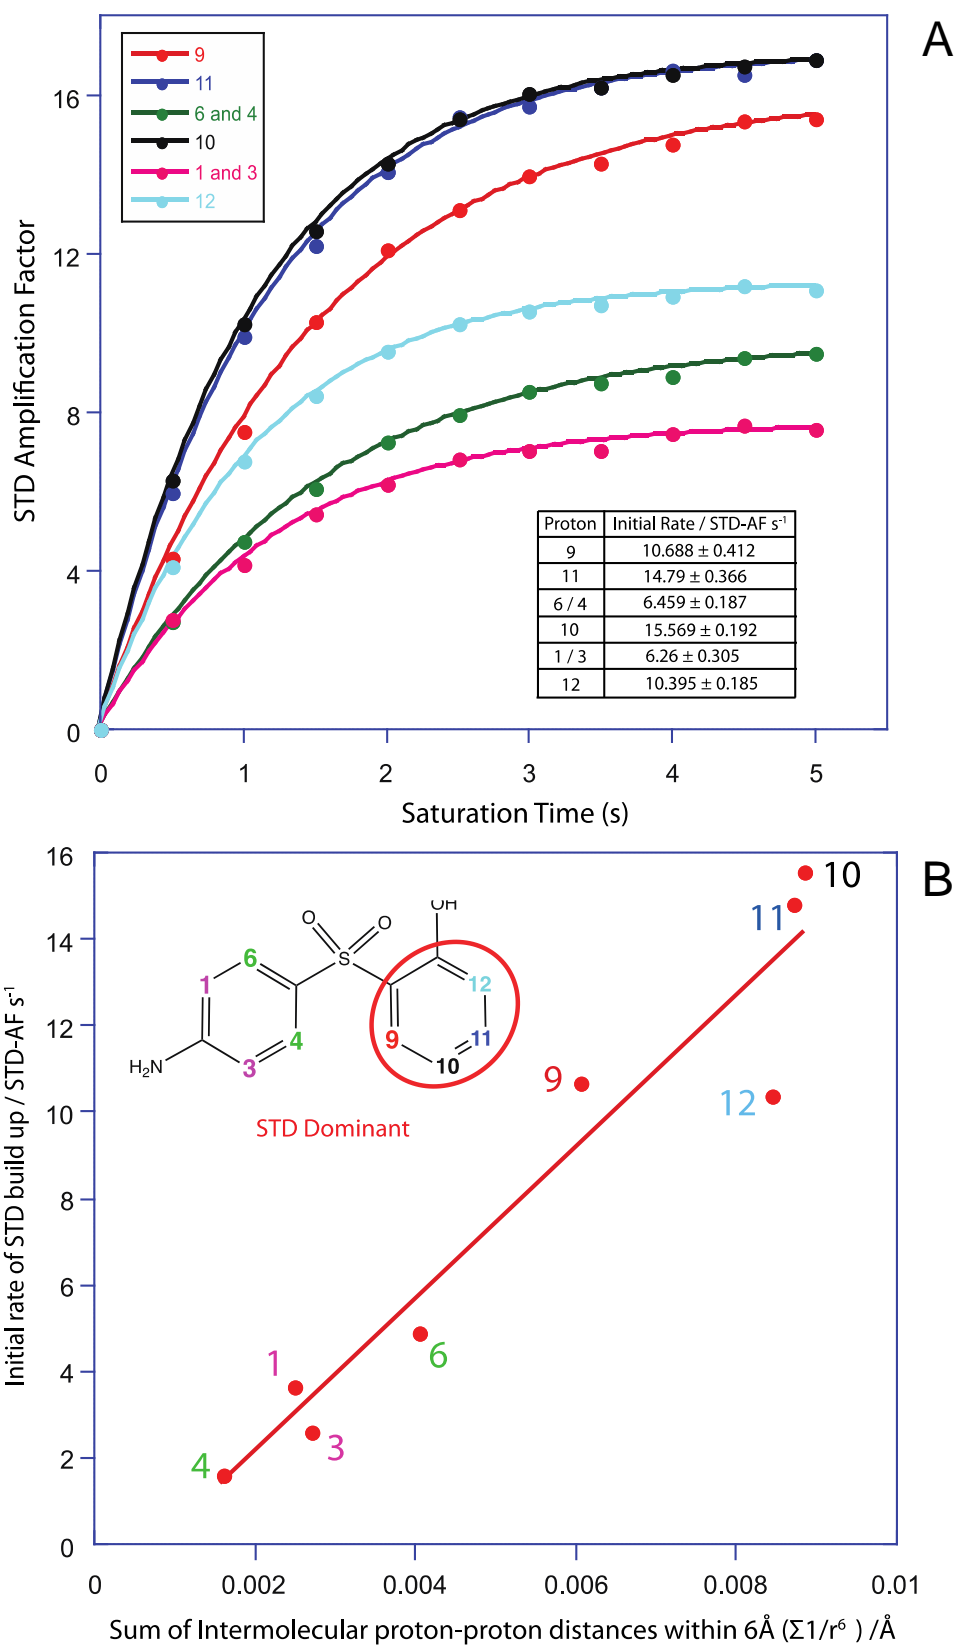 A
9
11
6 and 4
10
1 and 3
12
STD Amplification Factor
16
12
8
4
0
0 1 2 3 4 5
Saturation Time (s)
Proton Initial Rate / STD-AF s⁻¹
9 10.688 ± 0.412
11 14.79 ± 0.366
6 / 4 6.459 ± 0.187
10 15.569 ± 0.192
1 / 3 6.26 ± 0.305
12 10.395 ± 0.185
B
Initial rate of STD build up / STD-AF s⁻¹
16
14
12
10
8
6
4
2
0
10
11
9
12
1
6
3
4
OH
O O
S
6
1
12
4
9
11
10
3
H₂N
STD Dominant
0 0.002 0.004 0.006 0.008 0.01
Sum of Intermolecular proton-proton distances within 6Å (Σ1/r⁶ ) /Å